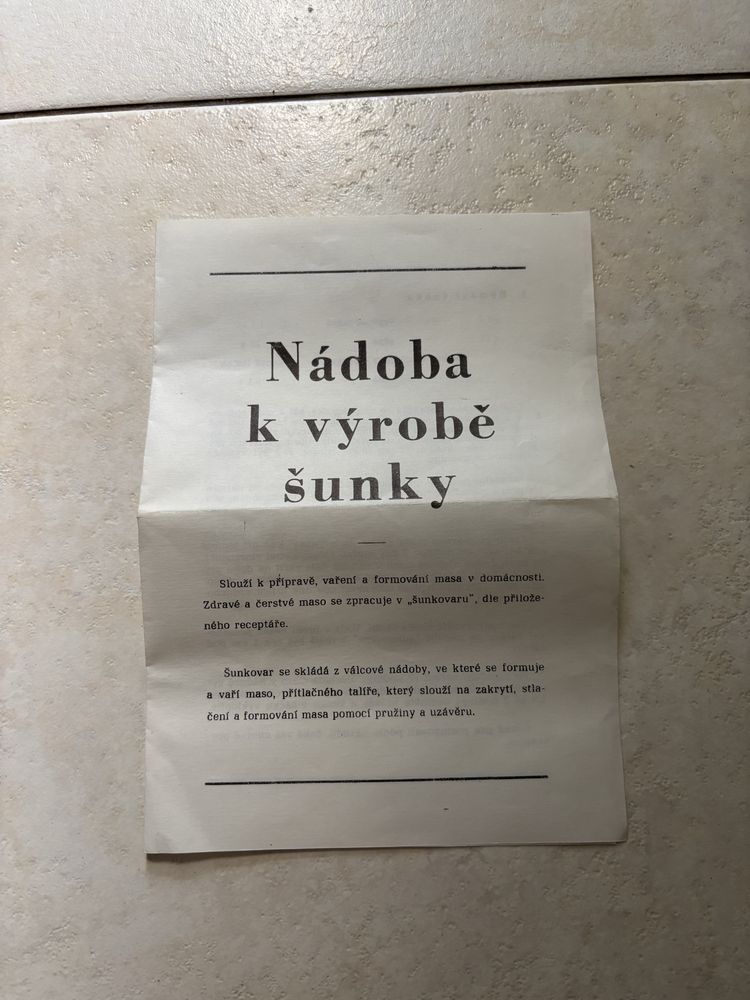 Nádoba
k výrobě
šunky
Slouží k přípravě, vaření a formování masa v domácnosti.
Zdravé a čerstvé maso se zpracuje v „šunkovaru", dle přilože-
ného receptáře.
Šunkovar se skládá z válcové nádoby, ve které se formuje
a vaří maso, přítlačného talíře, který slouží na zakrytí, stla-
čení a formování masa pomocí pružiny a uzávěru.